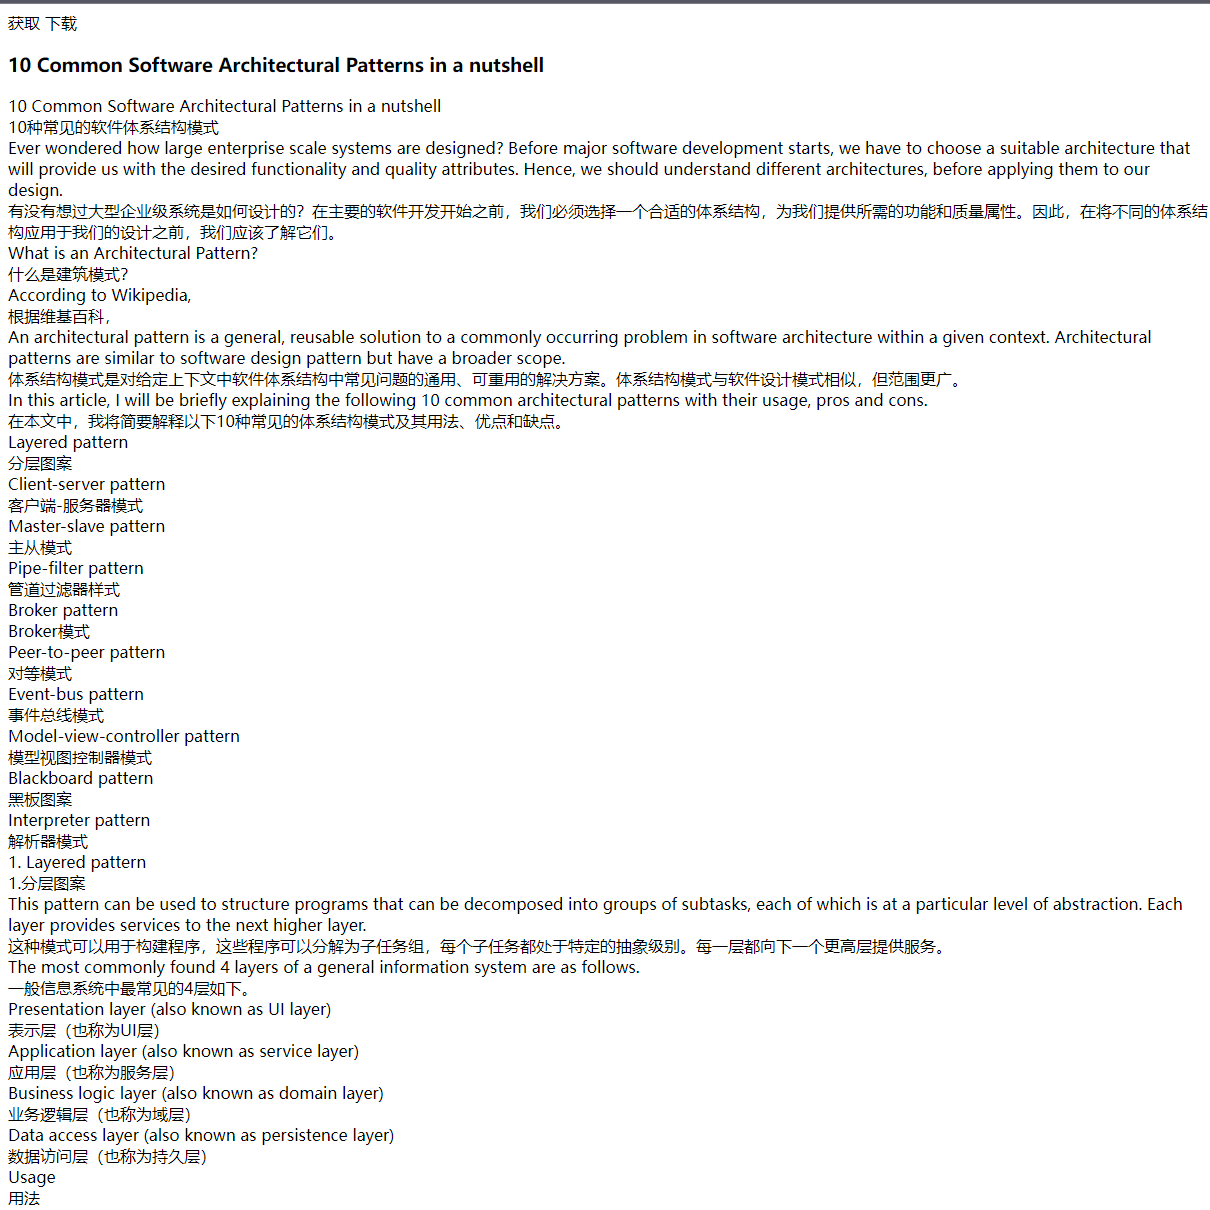 获取 下载
10 Common Software Architectural Patterns in a nutshell
10 Common Software Architectural Patterns in a nutshell
10种常见的软件体系结构模式
Ever wondered how large enterprise scale systems are designed? Before major software development starts, we have to choose a suitable architecture that
will provide us with the desired functionality and quality attributes. Hence, we should understand different architectures, before applying them to our
design.
有没有想过大型企业级系统是如何设计的？在主要的软件开发开始之前，我们必须选择一个合适的体系结构，为我们提供所需的功能和质量属性。因此，在将不同的体系结
构应用于我们的设计之前，我们应该了解它们。
What is an Architectural Pattern?
什么是建筑模式？
According to Wikipedia,
根据维基百科，
An architectural pattern is a general, reusable solution to a commonly occurring problem in software architecture within a given context. Architectural
patterns are similar to software design pattern but have a broader scope.
体系结构模式是对给定上下文中软件体系结构中常见问题的通用、可重用的解决方案。体系结构模式与软件设计模式相似，但范围更广。
In this article, I will be briefly explaining the following 10 common architectural patterns with their usage, pros and cons.
在本文中，我将简要解释以下10种常见的体系结构模式及其用法、优点和缺点。
Layered pattern
分层图案
Client-server pattern
客户端-服务器模式
Master-slave pattern
主从模式
Pipe-filter pattern
管道过滤器样式
Broker pattern
Broker模式
Peer-to-peer pattern
对等模式
Event-bus pattern
事件总线模式
Model-view-controller pattern
模型视图控制器模式
Blackboard pattern
黑板图案
Interpreter pattern
解析器模式
1. Layered pattern
1.分层图案
This pattern can be used to structure programs that can be decomposed into groups of subtasks, each of which is at a particular level of abstraction. Each
layer provides services to the next higher layer.
这种模式可以用于构建程序，这些程序可以分解为子任务组，每个子任务都处于特定的抽象级别。每一层都向下一个更高层提供服务。
The most commonly found 4 layers of a general information system are as follows.
一般信息系统中最常见的4层如下。
Presentation layer (also known as UI layer)
表示层（也称为UI层）
Application layer (also known as service layer)
应用层（也称为服务层）
Business logic layer (also known as domain layer)
业务逻辑层（也称为域层）
Data access layer (also known as persistence layer)
数据访问层（也称为持久层）
Usage
用法